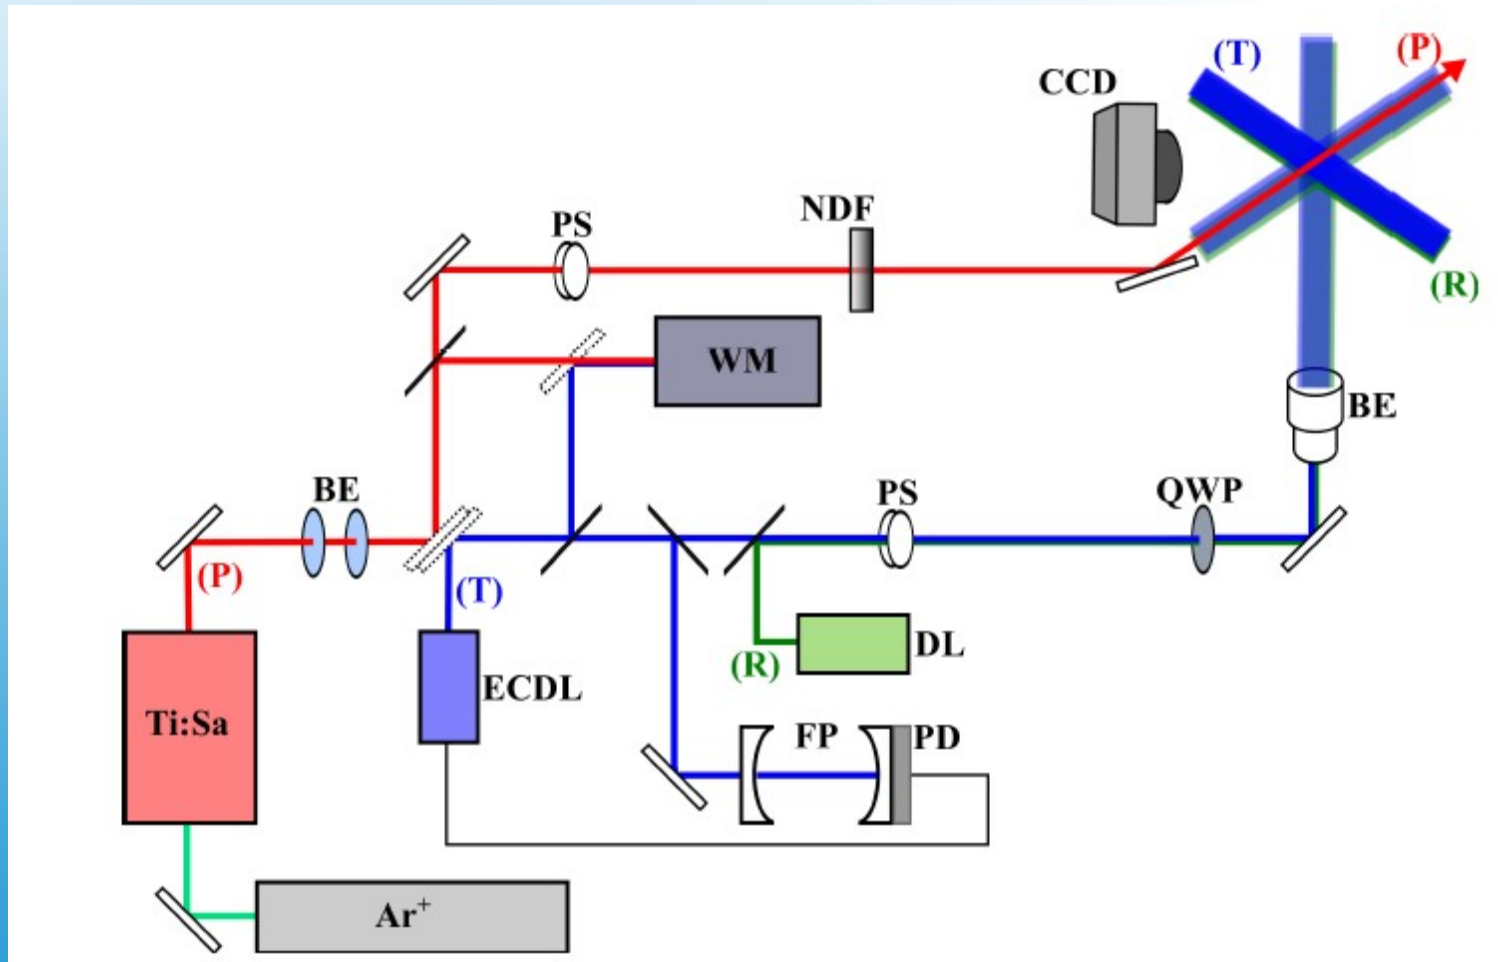 (T)
(P)
CCD
PS
NDF
(R)
WM
BE
BE
PS
QWP
(P)
(T)
(R)
DL
ECDL
Ti:Sa
FP
PD
Ar⁺